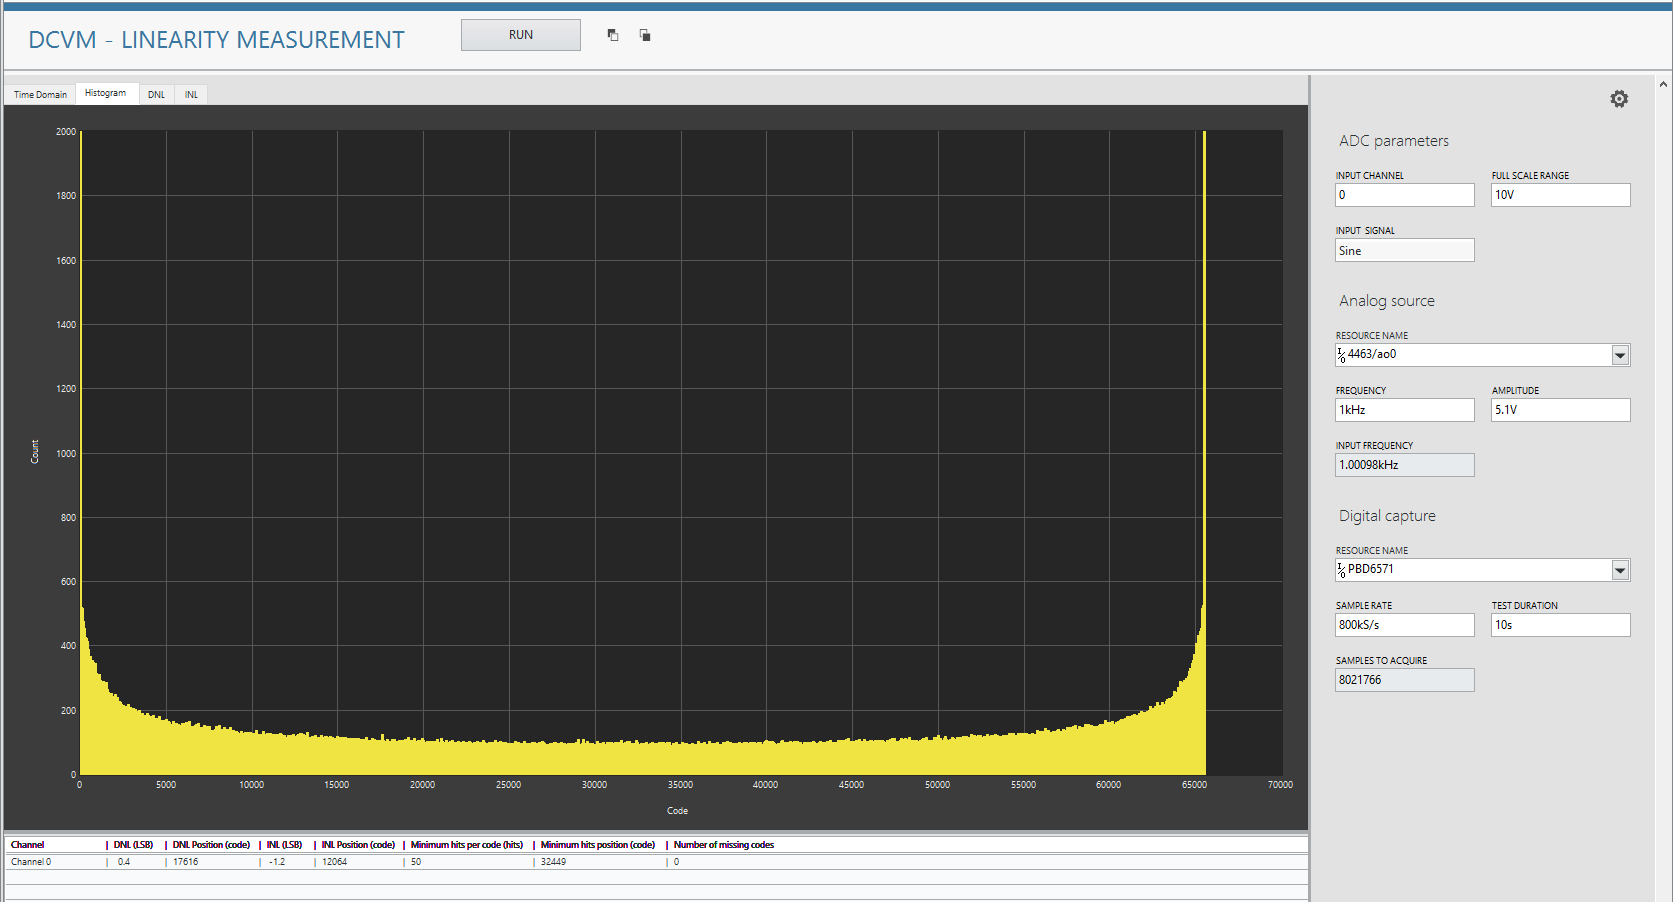 DCVM - LINEARITY MEASUREMENT
RUN
Time Domain Histogram DNL INL
2000
1800
1600
1400
1200
1000
800
600
400
200
0
Count
0 5000 10000 15000 20000 25000 30000 35000 40000 45000 50000 55000 60000 65000 70000
Code
Channel DNL (LSB) DNL Position (code) INL (LSB) INL Position (code) Minimum hits per code (hits) Minimum hits position (code) Number of missing codes
Channel 0 0.4 17616 -1.2 12064 50 32449 0
ADC parameters
INPUT CHANNEL FULL SCALE RANGE
0 10V
INPUT SIGNAL
Sine
Analog source
RESOURCE NAME
I/O 4463/ao0
FREQUENCY AMPLITUDE
1kHz 5.1V
INPUT FREQUENCY
1.00098kHz
Digital capture
RESOURCE NAME
I/O PBD6571
SAMPLE RATE TEST DURATION
800kS/s 10s
SAMPLES TO ACQUIRE
8021766